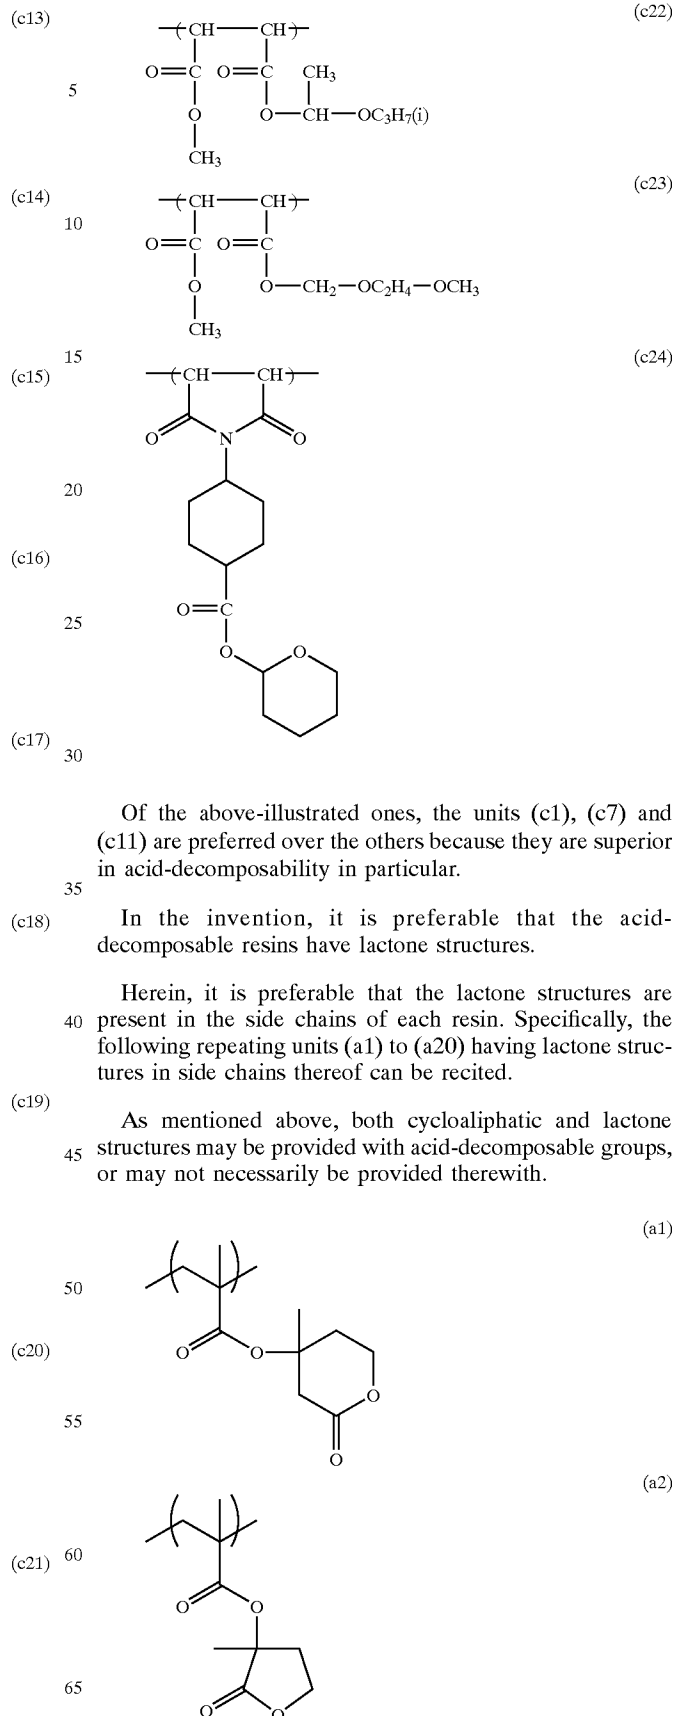 (c13)
(c22)
(CH CH)
O=C O=C CH3
5
O O—CH—OC3H7(i)
CH3
(c14)
(c23)
(CH CH)
10
O=C O=C
O O—CH2—OC2H4—OCH3
CH3
15
(c24)
(c15)
(CH CH)
O N O
20
(c16)
O=C
25
O O
(c17)
30
Of the above-illustrated ones, the units (c1), (c7) and
(c11) are preferred over the others because they are superior
in acid-decomposability in particular.
35
(c18)
In the invention, it is preferable that the acid-
decomposable resins have lactone structures.
Herein, it is preferable that the lactone structures are
40
present in the side chains of each resin. Specifically, the
following repeating units (a1) to (a20) having lactone struc-
tures in side chains thereof can be recited.
(c19)
As mentioned above, both cycloaliphatic and lactone
45
structures may be provided with acid-decomposable groups,
or may not necessarily be provided therewith.
(a1)
50
(c20)
O O
O
55
O
(a2)
60
(c21)
O O
65
O O